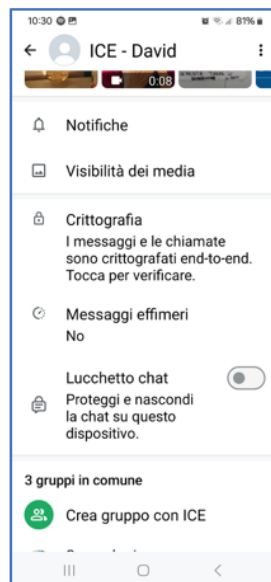 10:30 81%
ICE - David
0:08
Notifiche
Visibilità dei media
Crittografia
I messaggi e le chiamate
sono crittografati end-to-end.
Tocca per verificare.
Messaggi effimeri
No
Lucchetto chat
Proteggi e nascondi
la chat su questo
dispositivo.
3 gruppi in comune
Crea gruppo con ICE